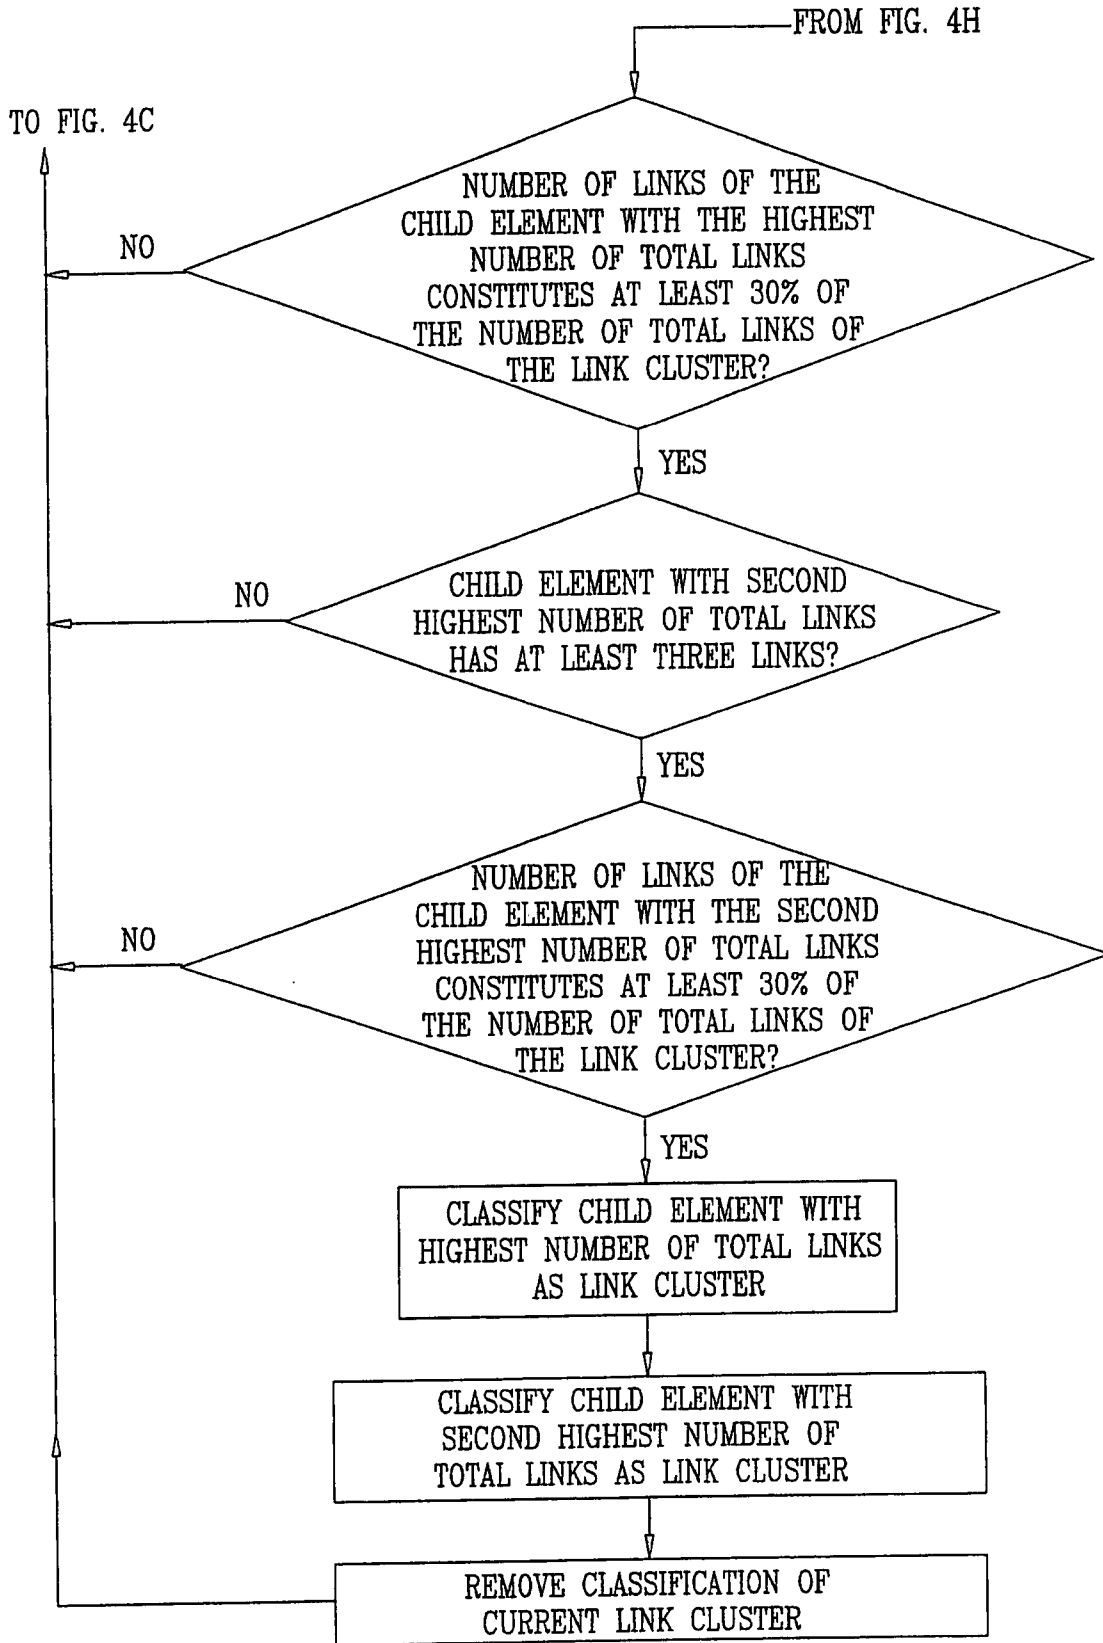 FROM FIG. 4H
TO FIG. 4C
NUMBER OF LINKS OF THE
CHILD ELEMENT WITH THE HIGHEST
NUMBER OF TOTAL LINKS
CONSTITUTES AT LEAST 30% OF
THE NUMBER OF TOTAL LINKS OF
THE LINK CLUSTER?
NO
YES
CHILD ELEMENT WITH SECOND
HIGHEST NUMBER OF TOTAL LINKS
HAS AT LEAST THREE LINKS?
NO
YES
NUMBER OF LINKS OF THE
CHILD ELEMENT WITH THE SECOND
HIGHEST NUMBER OF TOTAL LINKS
CONSTITUTES AT LEAST 30% OF
THE NUMBER OF TOTAL LINKS OF
THE LINK CLUSTER?
NO
YES
CLASSIFY CHILD ELEMENT WITH
HIGHEST NUMBER OF TOTAL LINKS
AS LINK CLUSTER
CLASSIFY CHILD ELEMENT WITH
SECOND HIGHEST NUMBER OF
TOTAL LINKS AS LINK CLUSTER
REMOVE CLASSIFICATION OF
CURRENT LINK CLUSTER